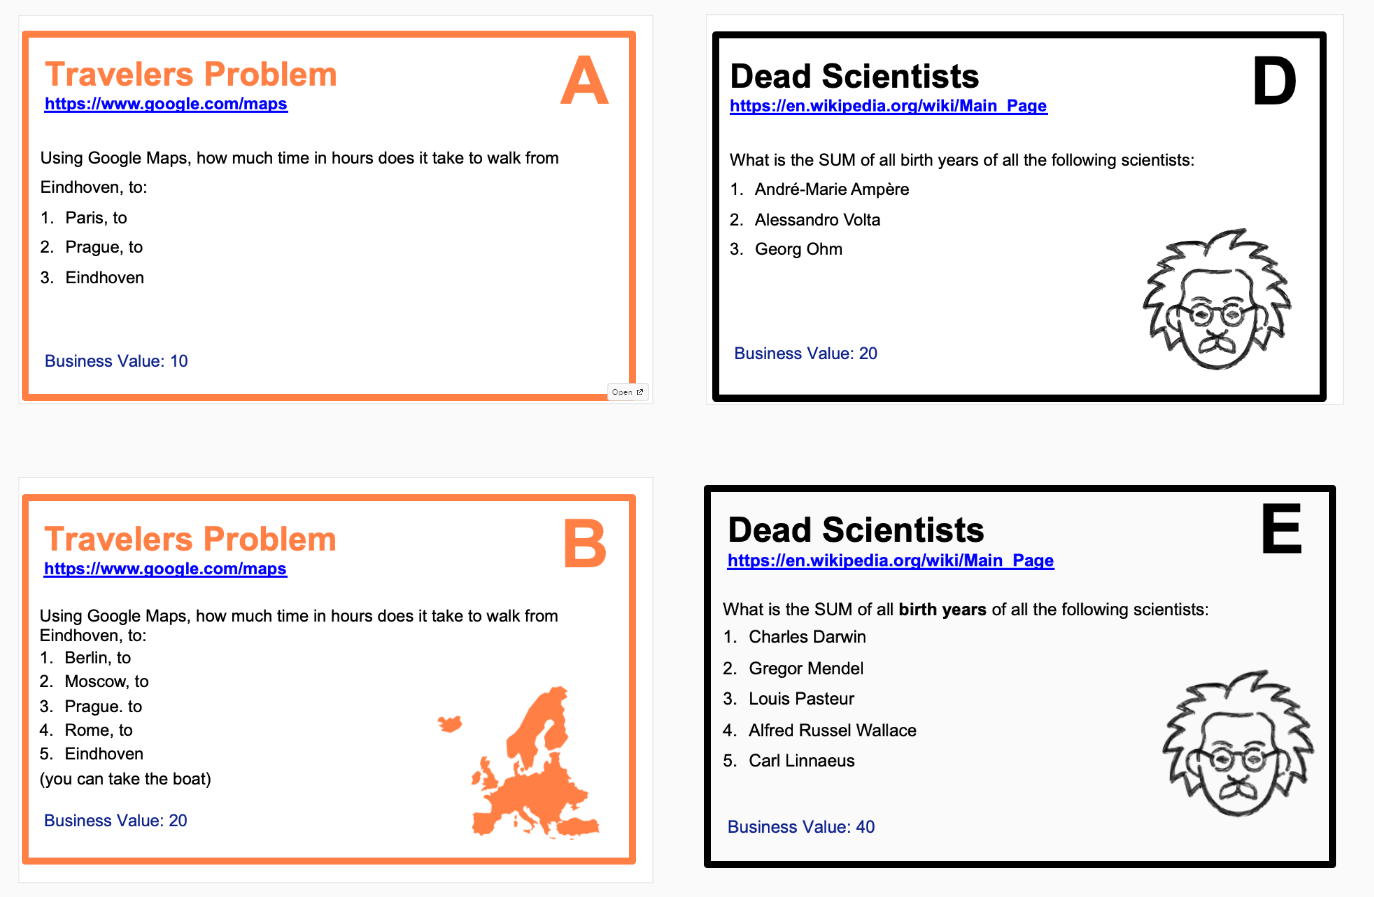 Travelers Problem
A
https://www.google.com/maps
Using Google Maps, how much time in hours does it take to walk from
Eindhoven, to:
1. Paris, to
2. Prague, to
3. Eindhoven
Business Value: 10
Open
Dead Scientists
D
https://en.wikipedia.org/wiki/Main_Page
What is the SUM of all birth years of all the following scientists:
1. André-Marie Ampère
2. Alessandro Volta
3. Georg Ohm
Business Value: 20
Travelers Problem
B
https://www.google.com/maps
Using Google Maps, how much time in hours does it take to walk from
Eindhoven, to:
1. Berlin, to
2. Moscow, to
3. Prague. to
4. Rome, to
5. Eindhoven
(you can take the boat)
Business Value: 20
Dead Scientists
E
https://en.wikipedia.org/wiki/Main_Page
What is the SUM of all birth years of all the following scientists:
1. Charles Darwin
2. Gregor Mendel
3. Louis Pasteur
4. Alfred Russel Wallace
5. Carl Linnaeus
Business Value: 40